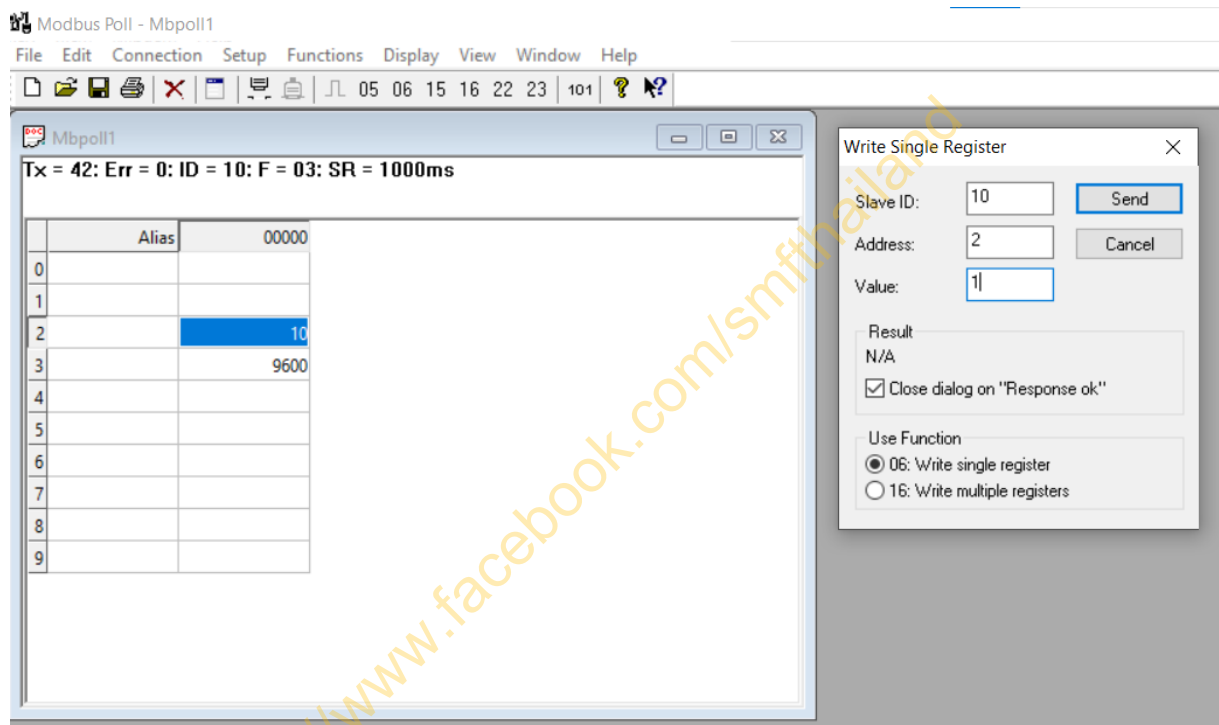 Modbus Poll - Mbpoll1
File Edit Connection Setup Functions Display View Window Help
05 06 15 16 22 23 101
Mbpoll1
Tx = 42: Err = 0: ID = 10: F = 03: SR = 1000ms
Alias 00000
0
1
2 10
3 9600
4
5
6
7
8
9
Write Single Register
Slave ID: 10 Send
Address: 2 Cancel
Value: 1
Result
N/A
Close dialog on "Response ok"
Use Function
06: Write single register
16: Write multiple registers
//www.facebook.com/smfthailand